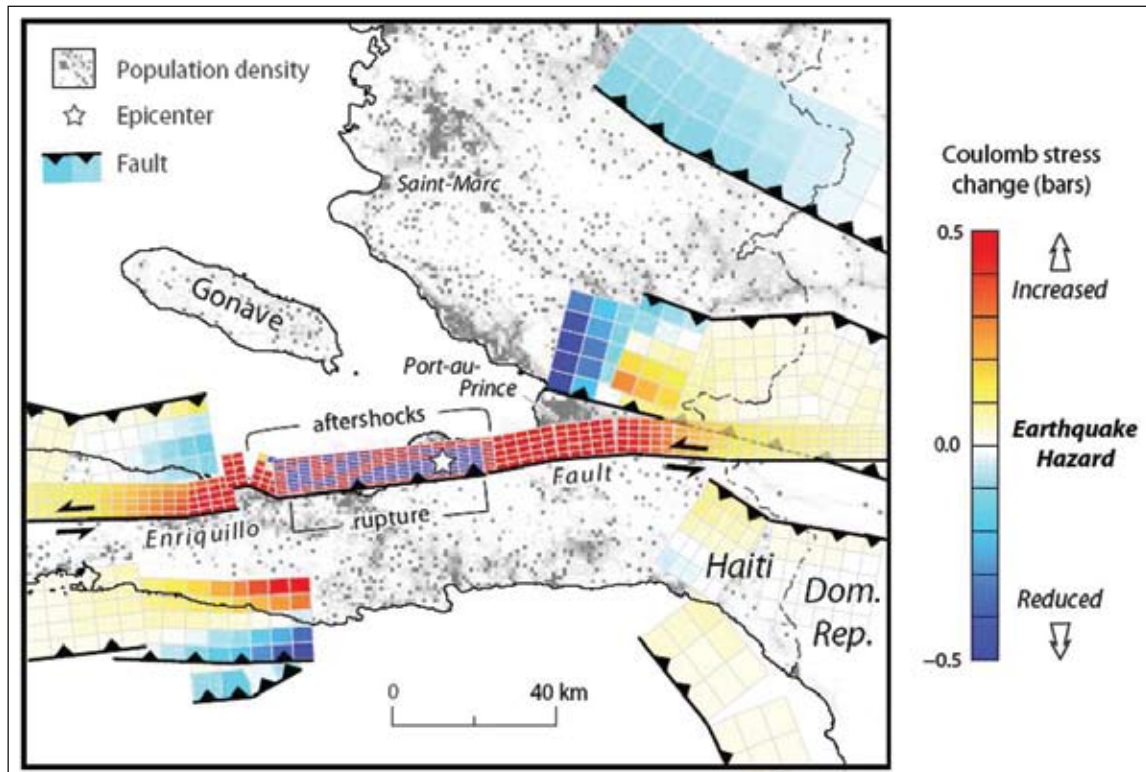 Population density
Epicenter
Fault
Saint-Marc
Gonave
Port-au-
Prince
aftershocks
Fault
rupture
Enriquillo
Haiti
Dom.
Rep.
0 40 km
Coulomb stress
change (bars)
0.5
Increased
0.0
Earthquake
Hazard
Reduced
−0.5